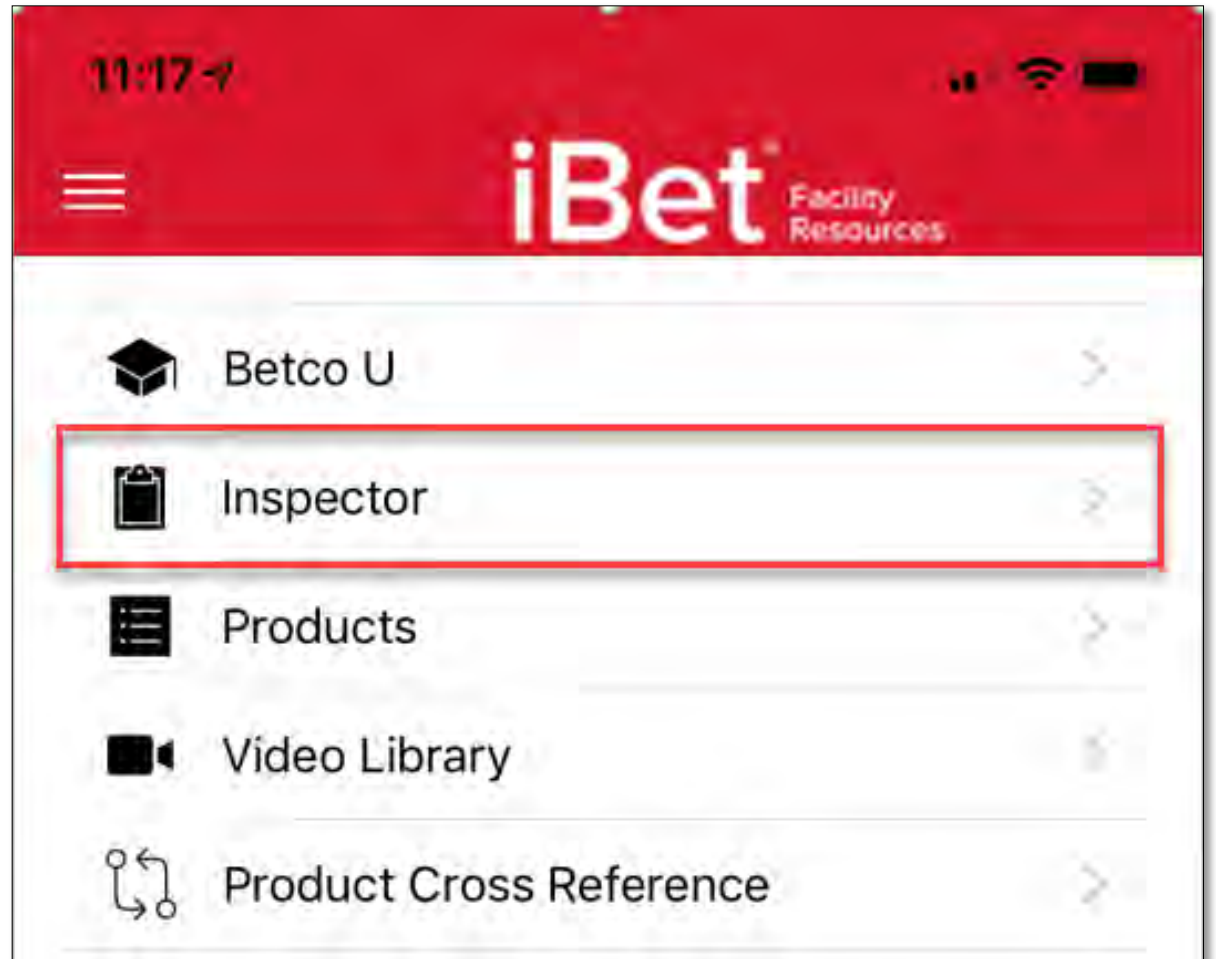 11:17
iBet
Facility
Resources
Betco U
Inspector
Products
Video Library
Product Cross Reference